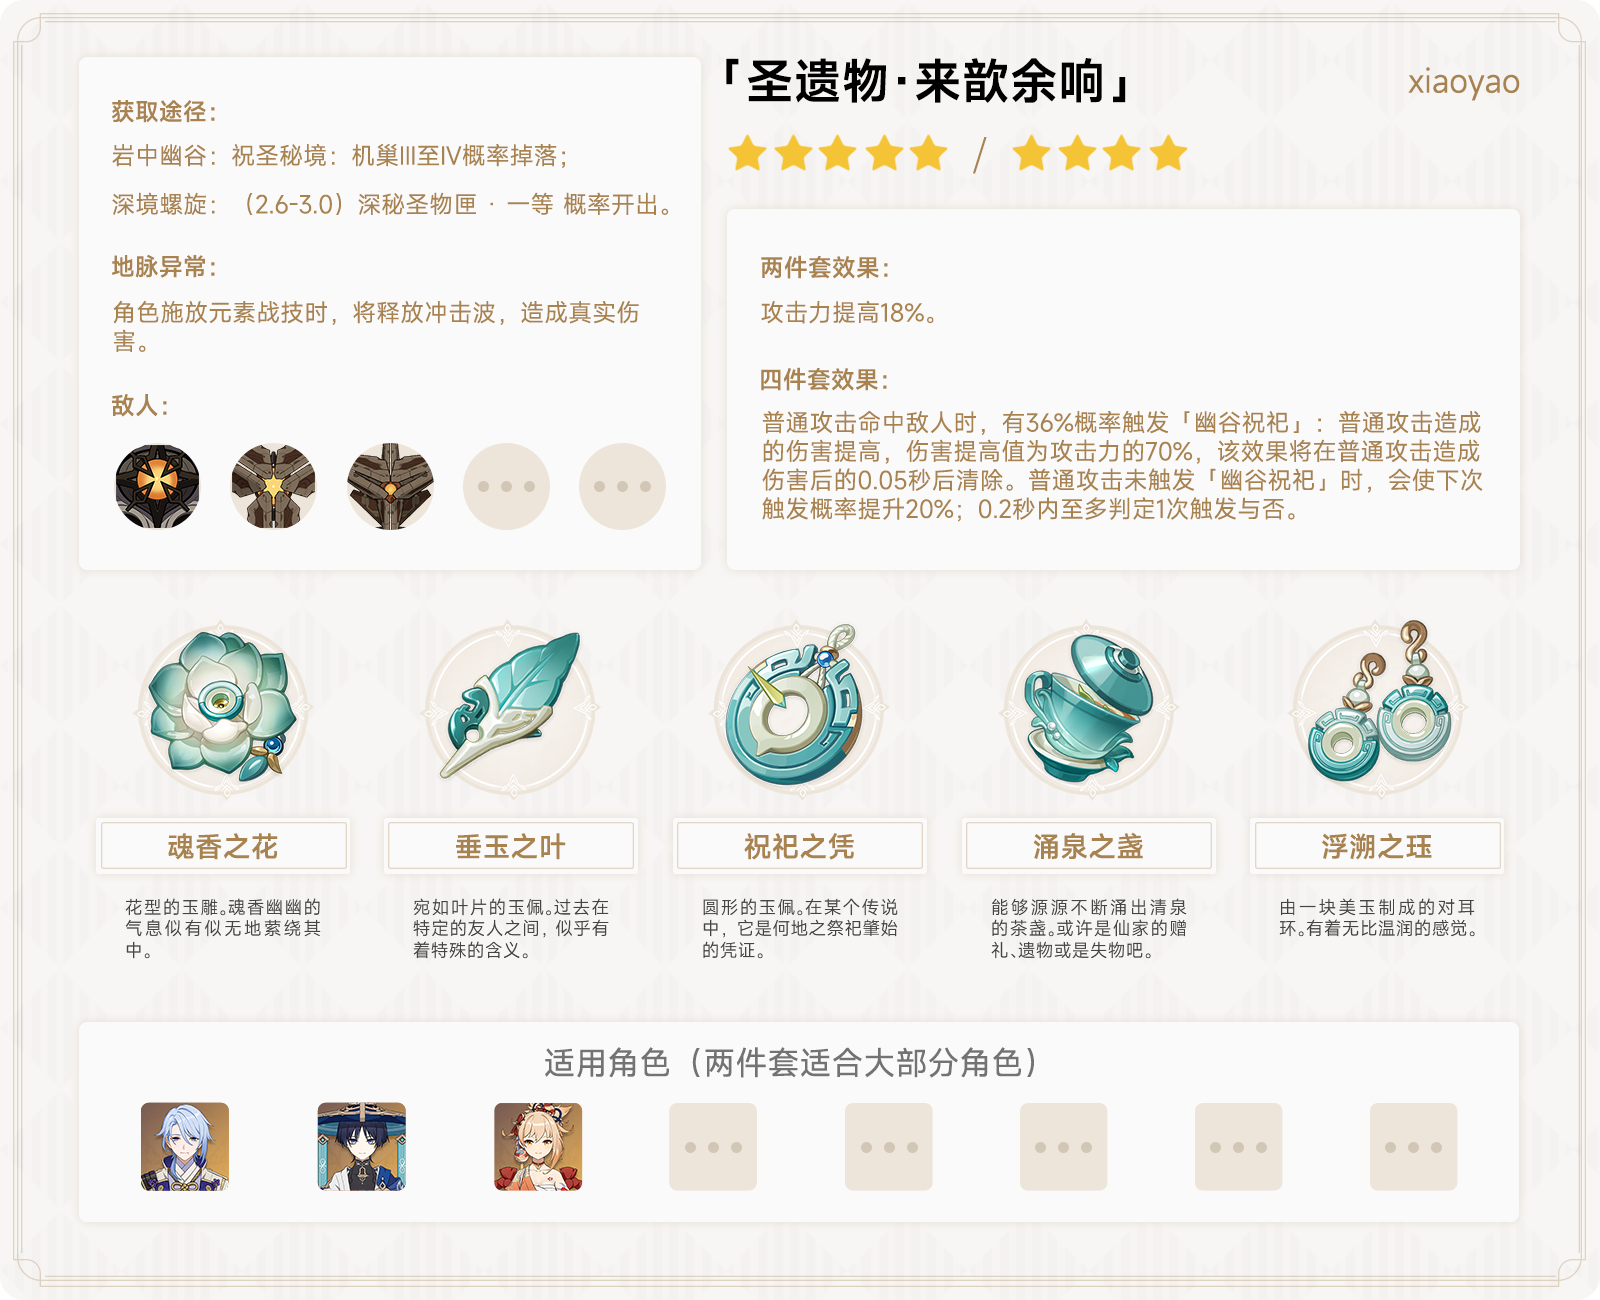 获取途径：
岩中幽谷：祝圣秘境：机巢III至IV概率掉落；
深境螺旋：（2.6-3.0）深秘圣物匣 · 一等 概率开出。
地脉异常：
角色施放元素战技时，将释放冲击波，造成真实伤
害。
敌人：
「圣遗物·来歆余响」
xiaoyao
/
两件套效果：
攻击力提高18%。
四件套效果：
普通攻击命中敌人时，有36%概率触发「幽谷祝祀」：普通攻击造成
的伤害提高，伤害提高值为攻击力的70%，该效果将在普通攻击造成
伤害后的0.05秒后清除。普通攻击未触发「幽谷祝祀」时，会使下次
触发概率提升20%；0.2秒内至多判定1次触发与否。
魂香之花
花型的玉雕。魂香幽幽的
气息似有似无地萦绕其
中。
垂玉之叶
宛如叶片的玉佩。过去在
特定的友人之间，似乎有
着特殊的含义。
祝祀之凭
圆形的玉佩。在某个传说
中，它是何地之祭祀肇始
的凭证。
涌泉之盏
能够源源不断涌出清泉
的茶盏。或许是仙家的赠
礼、遗物或是失物吧。
浮溯之珏
由一块美玉制成的对耳
环。有着无比温润的感觉。
适用角色（两件套适合大部分角色）